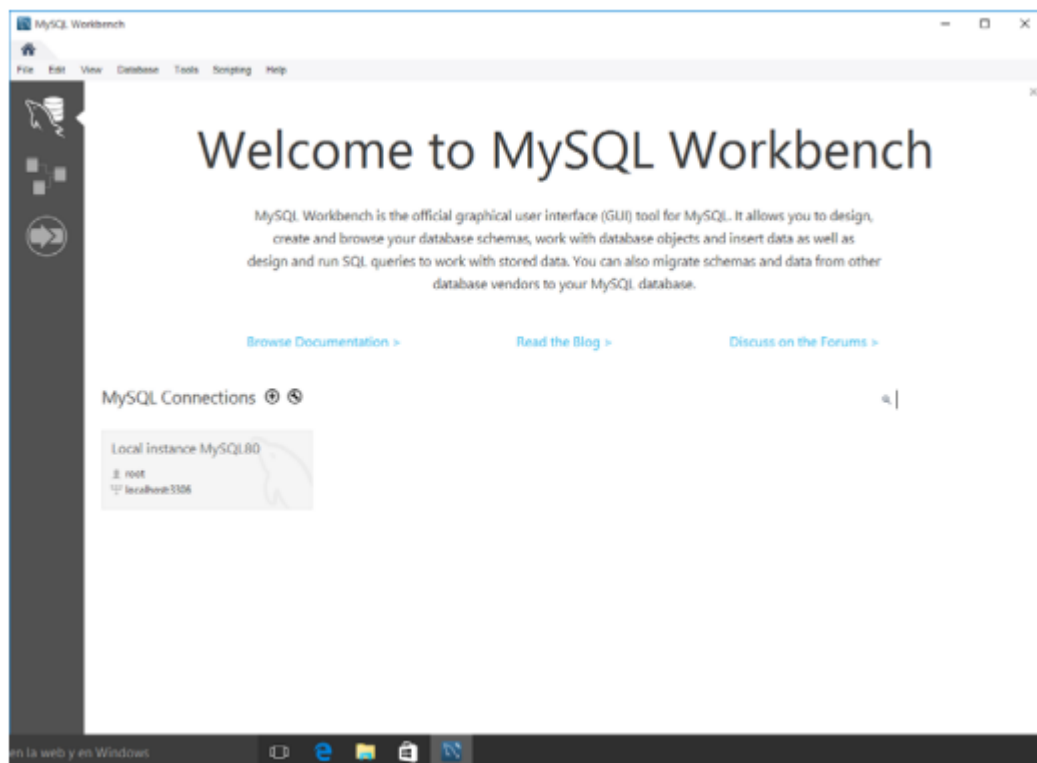 MySQL Workbench
File Edit View Database Tools Scripting Help
Welcome to MySQL Workbench
MySQL Workbench is the official graphical user interface (GUI) tool for MySQL. It allows you to design,
create and browse your database schemas, work with database objects and insert data as well as
design and run SQL queries to work with stored data. You can also migrate schemas and data from other
database vendors to your MySQL database.
Browse Documentation >
Read the Blog >
Discuss on the Forums >
MySQL Connections
Local instance MySQL80
root
localhost:3306
en la web y en Windows